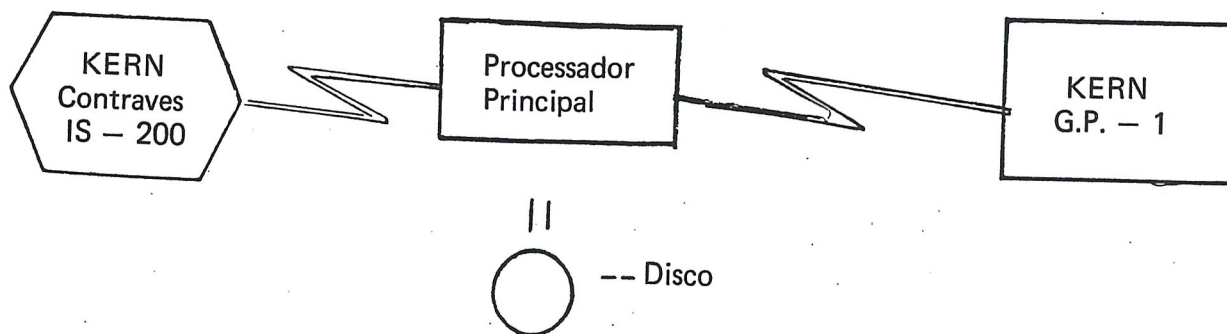 KERN
Contraves
IS – 200
Processador
Principal
KERN
G.P. – 1
-- Disco